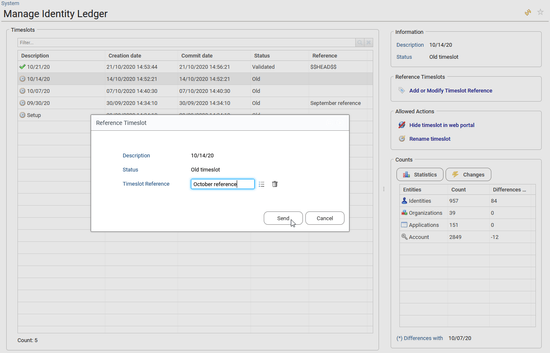 System
Manage Identity Ledger
Timeslots
Filter...
Description Creation date Commit date Status Reference
10/21/20 21/10/2020 14:53:44 21/10/2020 14:56:21 Validated $$HEAD$$
10/14/20 14/10/2020 14:52:21 14/10/2020 14:52:21 Old
10/07/20 07/10/2020 14:40:30 07/10/2020 14:40:30 Old
09/30/20 30/09/2020 14:34:10 30/09/2020 14:34:10 Old September reference
Setup
Reference Timeslot
Description 10/14/20
Status Old timeslot
Timeslot Reference October reference
Send Cancel
Count: 5
Information
Description 10/14/20
Status Old timeslot
Reference Timeslots
Add or Modify Timeslot Reference
Allowed Actions
Hide timeslot in web portal
Rename timeslot
Counts
Statistics Changes
Entities Count Differences ...
Identities 957 84
Organizations 39 0
Applications 151 0
Account 2849 -12
(*) Differences with 10/07/20